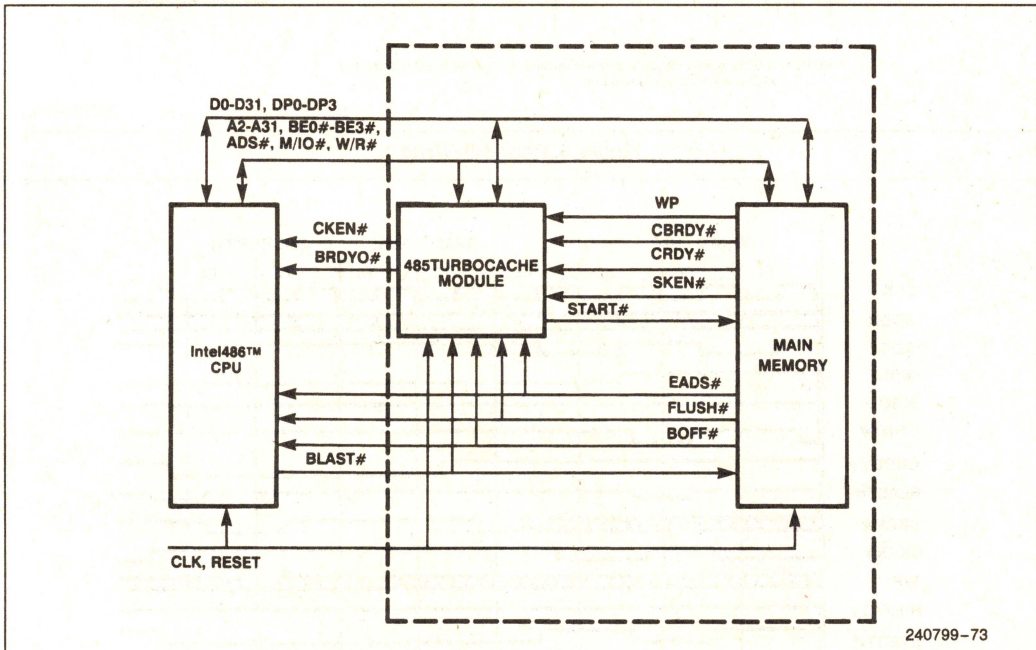 D0-D31, DP0-DP3
A2-A31, BE0#-BE3#,
ADS#, M/IO#, W/R#
WP
CKEN#
CBRDY#
BRDYO#
485TURBOCACHE
MODULE
CRDY#
SKEN#
START#
Intel486™
CPU
MAIN
MEMORY
EADS#
FLUSH#
BOFF#
BLAST#
CLK, RESET
240799-73